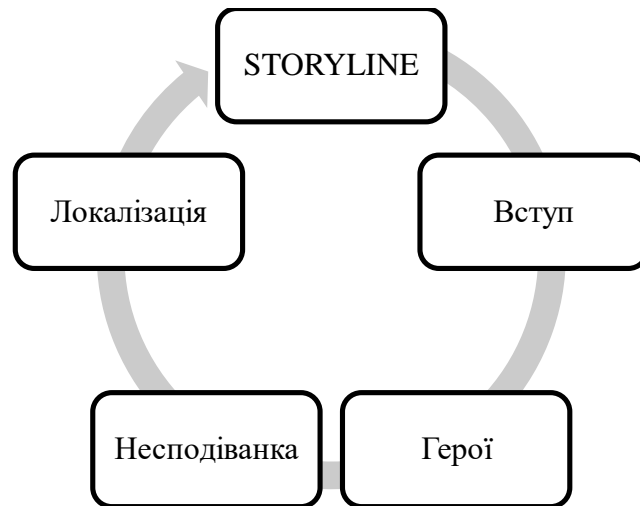 STORYLINE
Локалізація
Вступ
Несподіванка
Герої